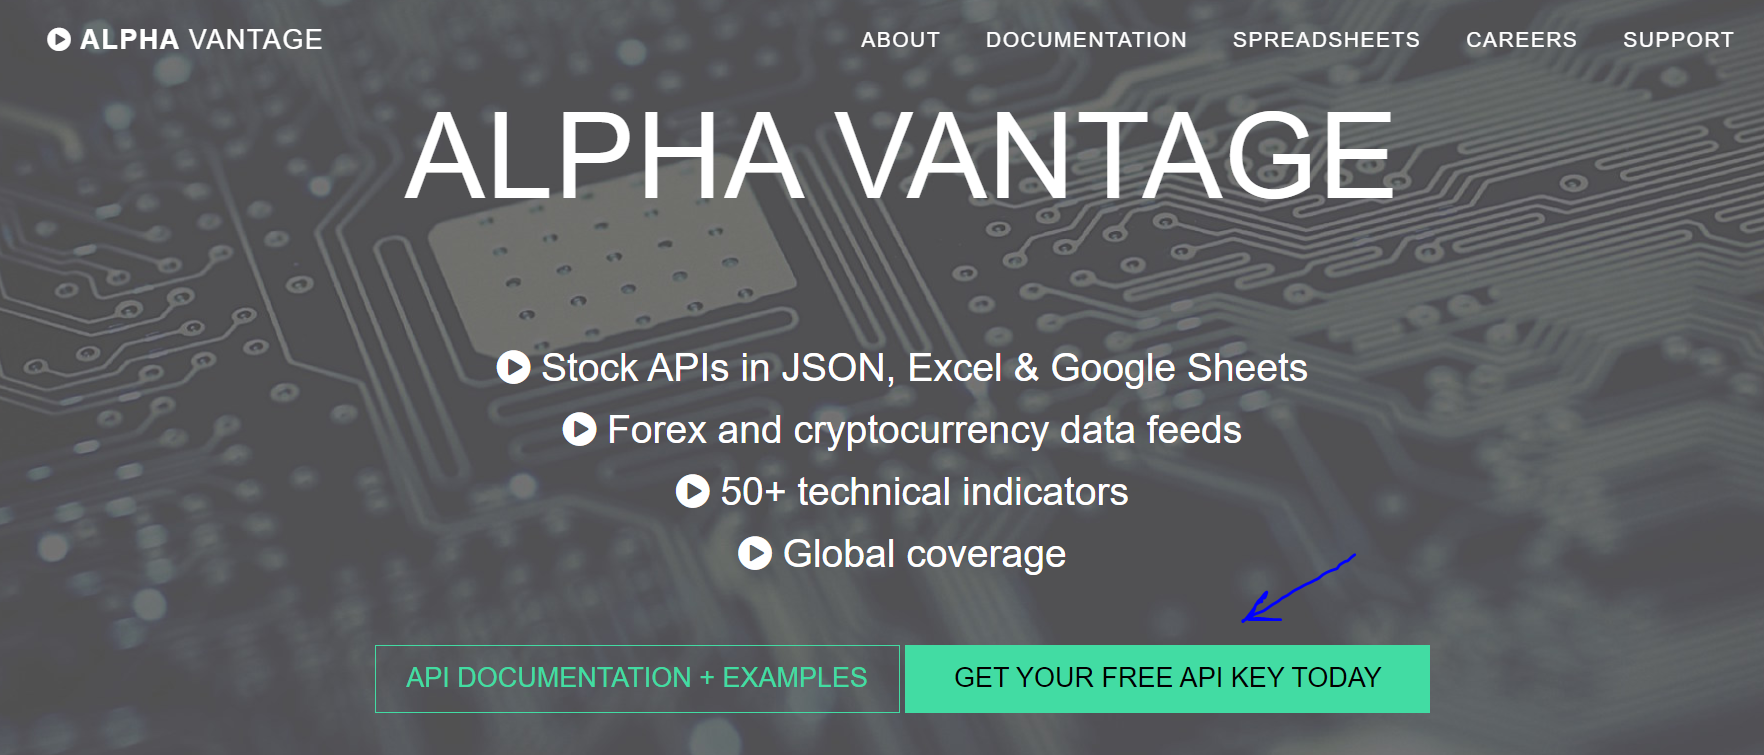 ALPHA VANTAGE
ABOUT DOCUMENTATION SPREADSHEETS CAREERS SUPPORT
ALPHA VANTAGE
Stock APIs in JSON, Excel & Google Sheets
Forex and cryptocurrency data feeds
50+ technical indicators
Global coverage
API DOCUMENTATION + EXAMPLES
GET YOUR FREE API KEY TODAY